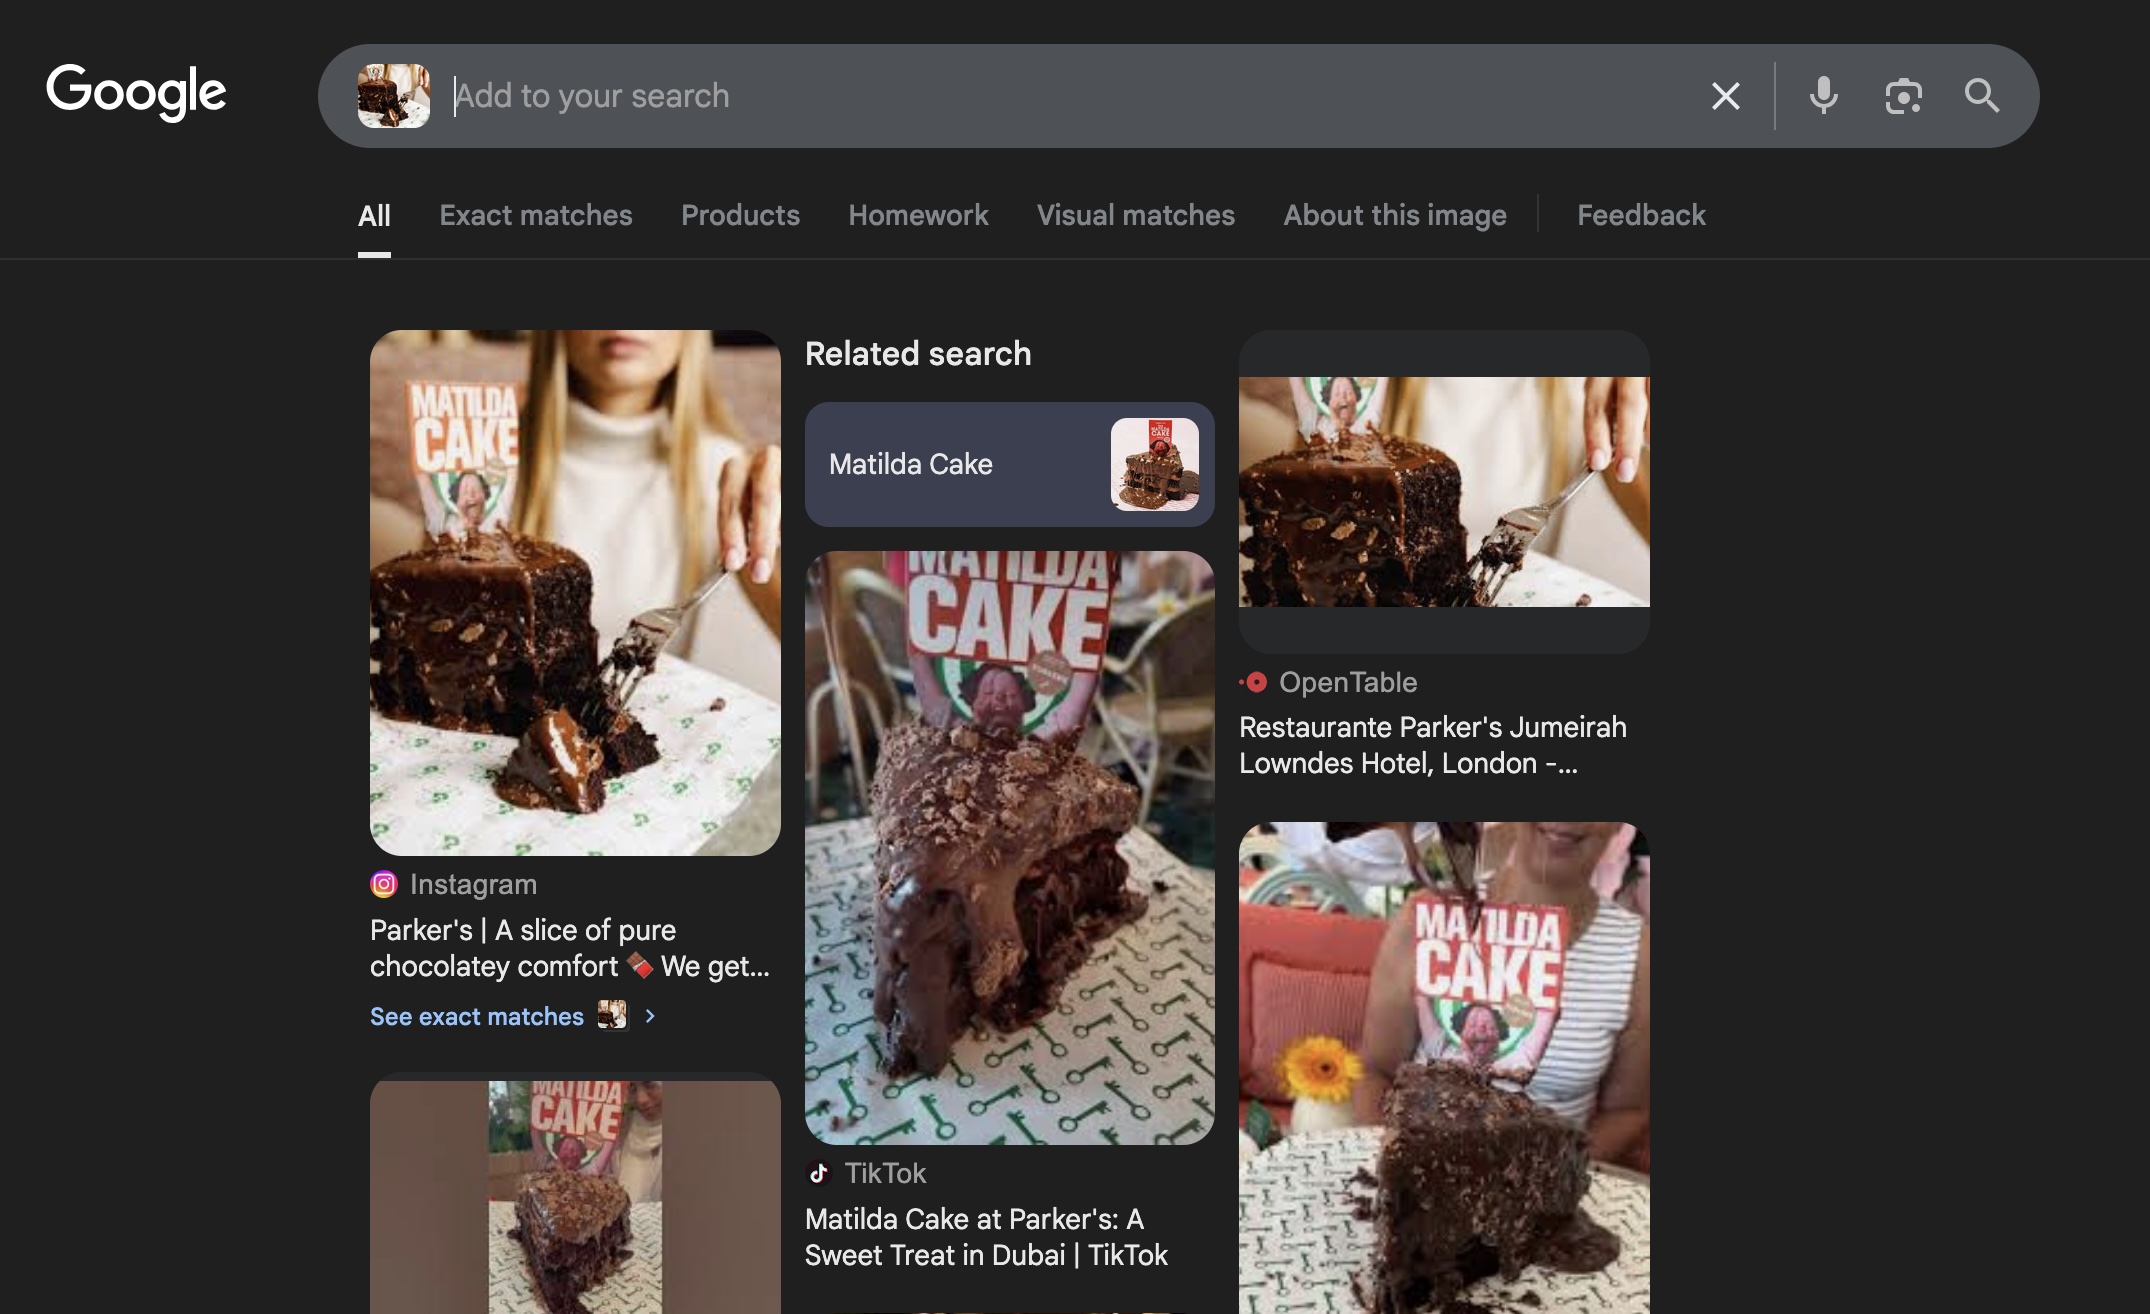 Google
Add to your search
All
Exact matches
Products
Homework
Visual matches
About this image
Feedback
MATILDA
CAKE
Instagram
Parker's | A slice of pure
chocolatey comfort 🍫 We get...
See exact matches
MATILDA
CAKE
Related search
Matilda Cake
MATILDA
CAKE
MATILDA
CAKE
TikTok
Matilda Cake at Parker's: A
Sweet Treat in Dubai | TikTok
OpenTable
Restaurante Parker's Jumeirah
Lowndes Hotel, London -...
MATILDA
CAKE